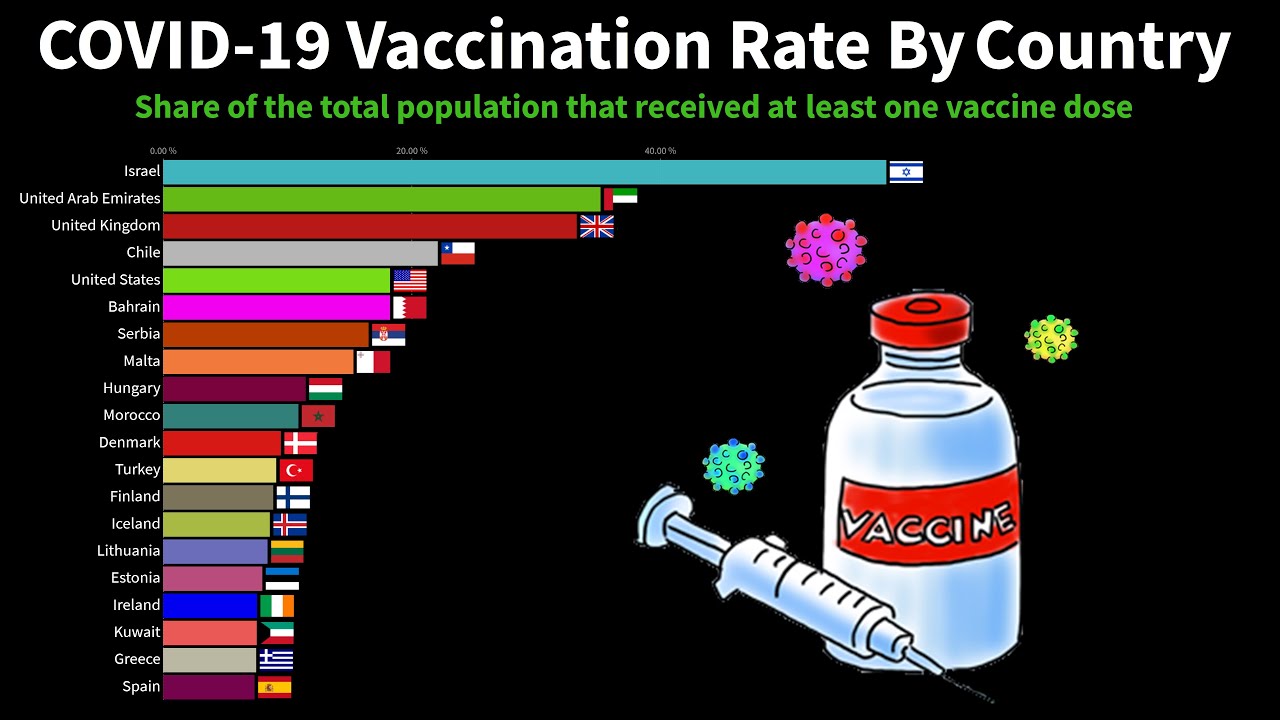 COVID-19 Vaccination Rate By Country
Share of the total population that received at least one vaccine dose
0.00 % 20.00 % 40.00 %
Israel
United Arab Emirates
United Kingdom
Chile
United States
Bahrain
Serbia
Malta
Hungary
Morocco
Denmark
Turkey
Finland
Iceland
Lithuania
Estonia
Ireland
Kuwait
Greece
Spain
VACCINE